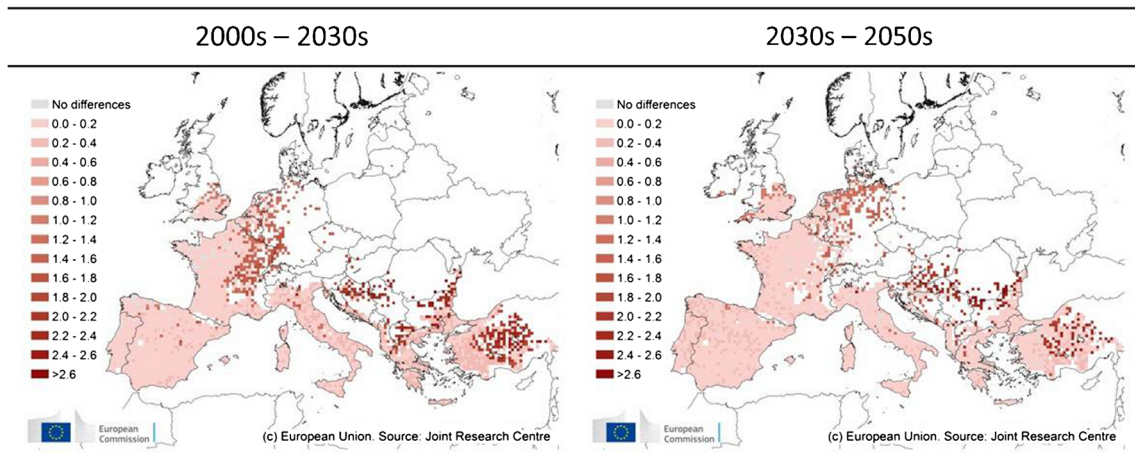 2000s – 2030s
2030s – 2050s
No differences
0.0 - 0.2
0.2 - 0.4
0.4 - 0.6
0.6 - 0.8
0.8 - 1.0
1.0 - 1.2
1.2 - 1.4
1.4 - 1.6
1.6 - 1.8
1.8 - 2.0
2.0 - 2.2
2.2 - 2.4
2.4 - 2.6
>2.6
European
Commission
(c) European Union. Source: Joint Research Centre
No differences
0.0 - 0.2
0.2 - 0.4
0.4 - 0.6
0.6 - 0.8
0.8 - 1.0
1.0 - 1.2
1.2 - 1.4
1.4 - 1.6
1.6 - 1.8
1.8 - 2.0
2.0 - 2.2
2.2 - 2.4
2.4 - 2.6
>2.6
European
Commission
(c) European Union. Source: Joint Research Centre